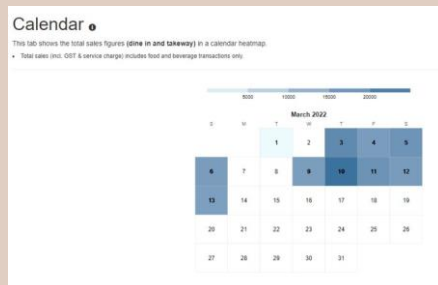 Calendar
This tab shows the total sales figures (dine in and takeway) in a calendar heatmap.
Total sales (incl. GST & service charge) includes food and beverage transactions only.
5000 10000 15000 20000
March 2022
S M T W T F S
1 2 3 4 5
6 7 8 9 10 11 12
13 14 15 16 17 18 19
20 21 22 23 24 25 26
27 28 29 30 31